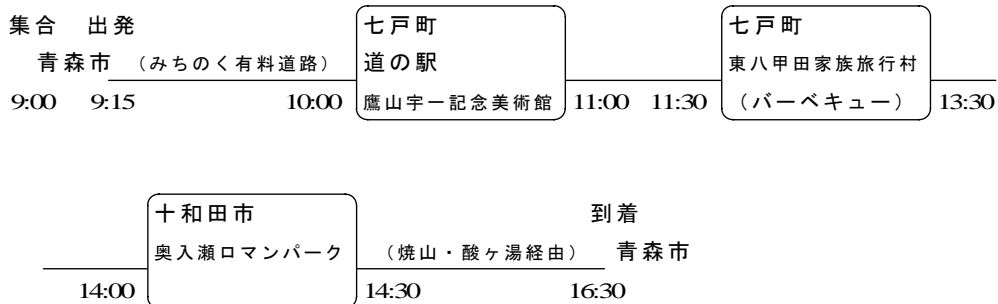 集合 出発 七戸町 七戸町
青森市 (みちのく有料道路) 道の駅 東八甲田家族旅行村
9:00 9:15 10:00 鷹山宇一記念美術館 11:00 11:30 (バーベキュー) 13:30
十和田市 到着
奥入瀬ロマンパーク (焼山・酸ヶ湯経由) 青森市
14:00 14:30 16:30